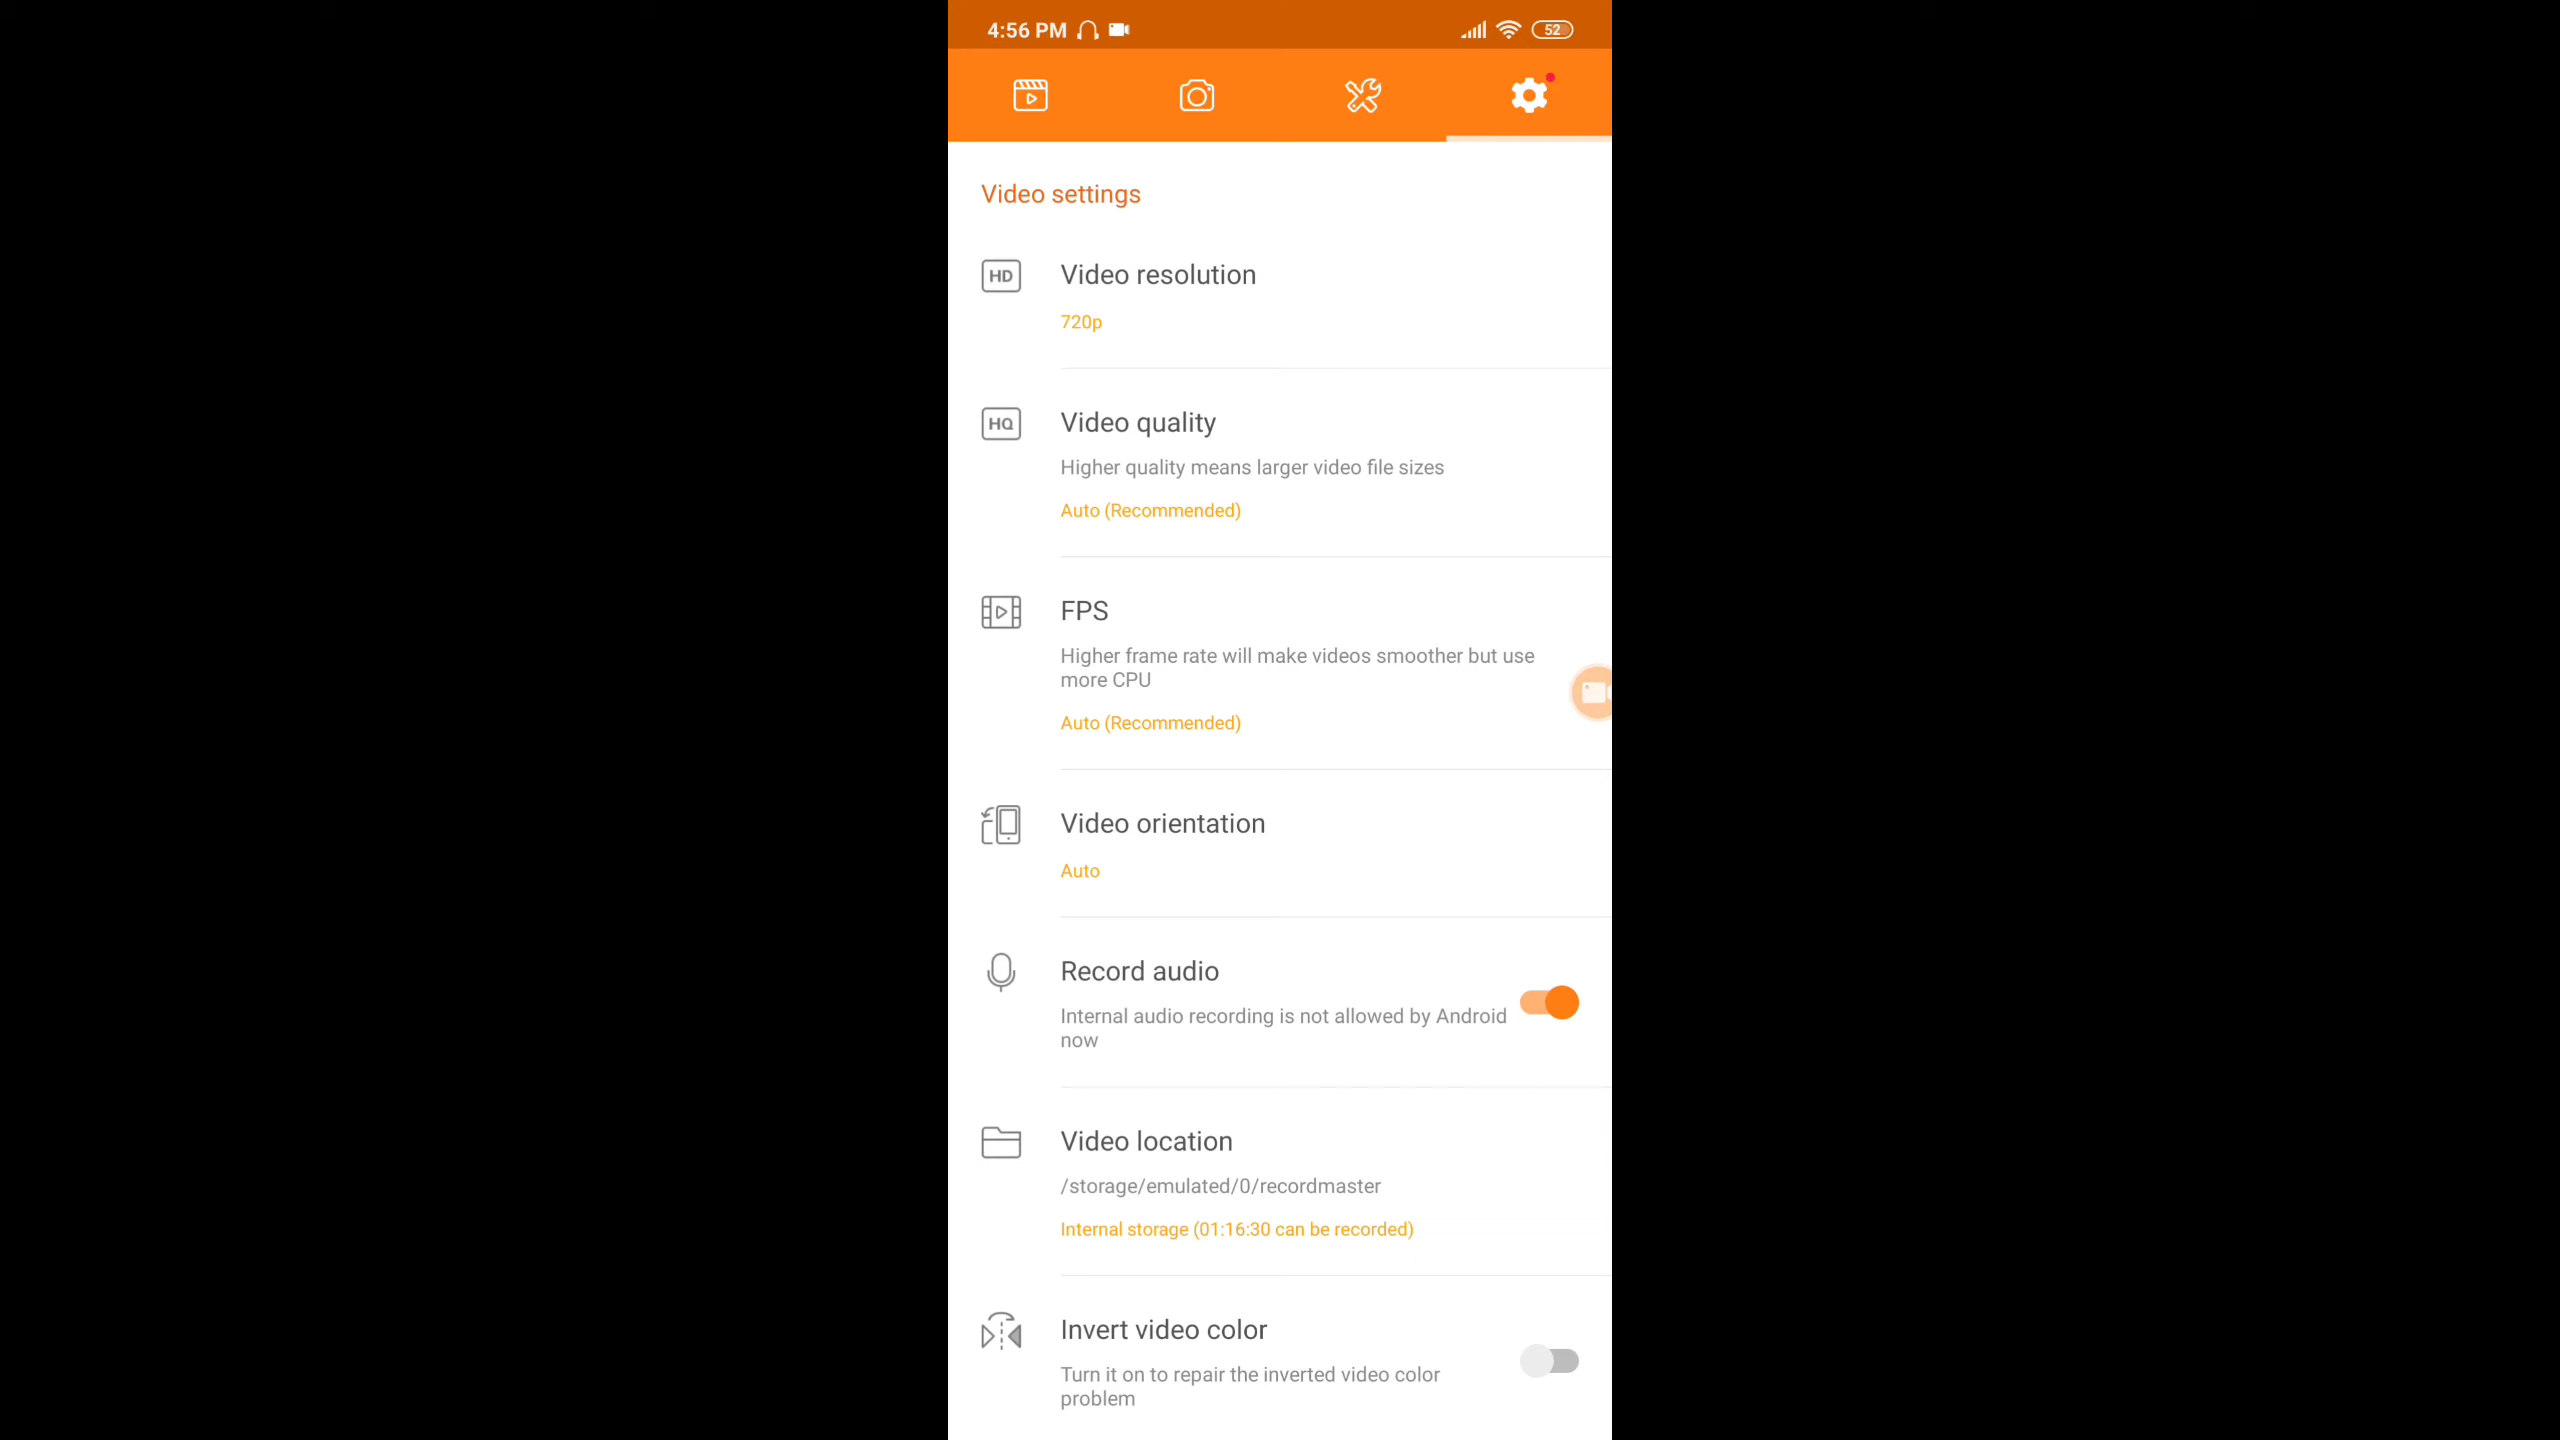 4:56 PM
52
Video settings
HD
Video resolution
720p
HQ
Video quality
Higher quality means larger video file sizes
Auto (Recommended)
FPS
Higher frame rate will make videos smoother but use
more CPU
Auto (Recommended)
Video orientation
Auto
Record audio
Internal audio recording is not allowed by Android
now
Video location
/storage/emulated/0/recordmaster
Internal storage (01:16:30 can be recorded)
Invert video color
Turn it on to repair the inverted video color
problem